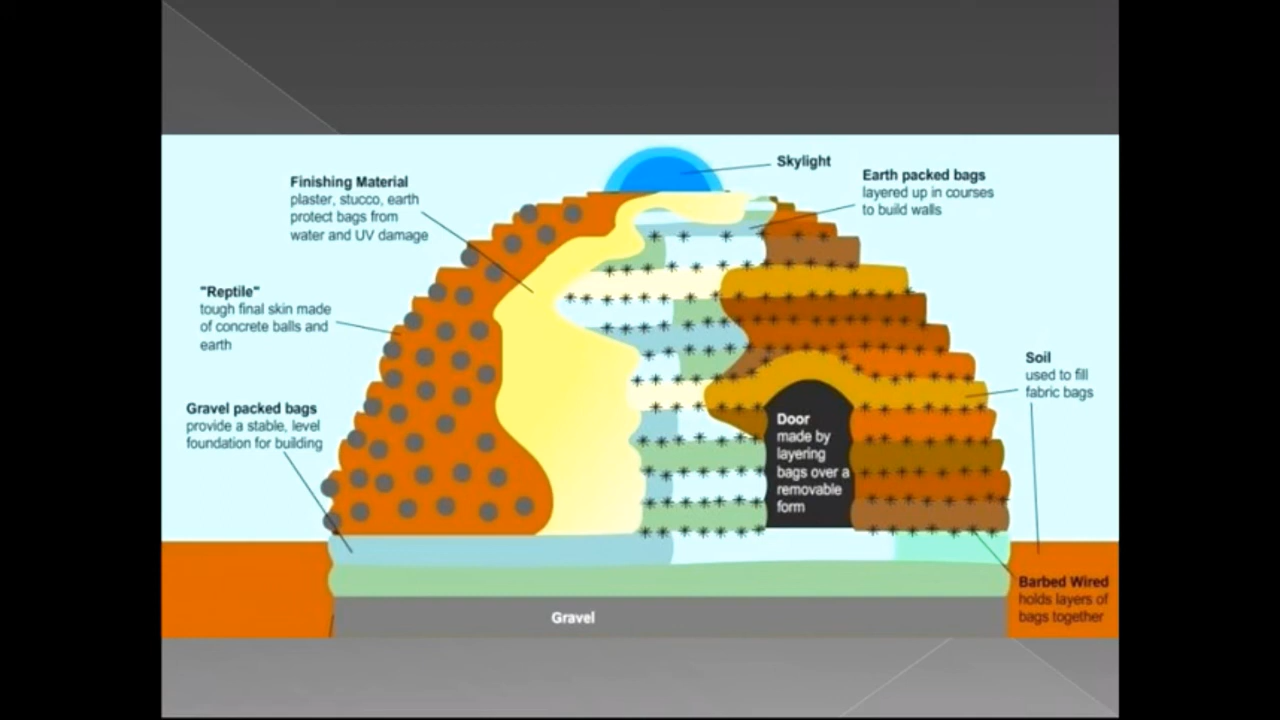 Skylight
Finishing Material
plaster, stucco, earth
protect bags from
water and UV damage
Earth packed bags
layered up in courses
to build walls
"Reptile"
tough final skin made
of concrete balls and
earth
Soil
used to fill
fabric bags
Gravel packed bags
provide a stable, level
foundation for building
Door
made by
layering
bags over a
removable
form
Barbed Wired
holds layers of
bags together
Gravel